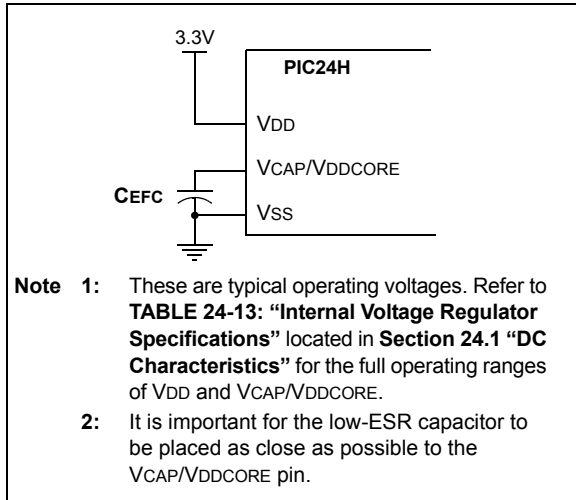 3.3V
PIC24H
VDD
VCAP/VDDCORE
CEFC
VSS
Note 1: These are typical operating voltages. Refer to
TABLE 24-13: “Internal Voltage Regulator
Specifications” located in Section 24.1 “DC
Characteristics” for the full operating ranges
of VDD and VCAP/VDDCORE.
2: It is important for the low-ESR capacitor to
be placed as close as possible to the
VCAP/VDDCORE pin.